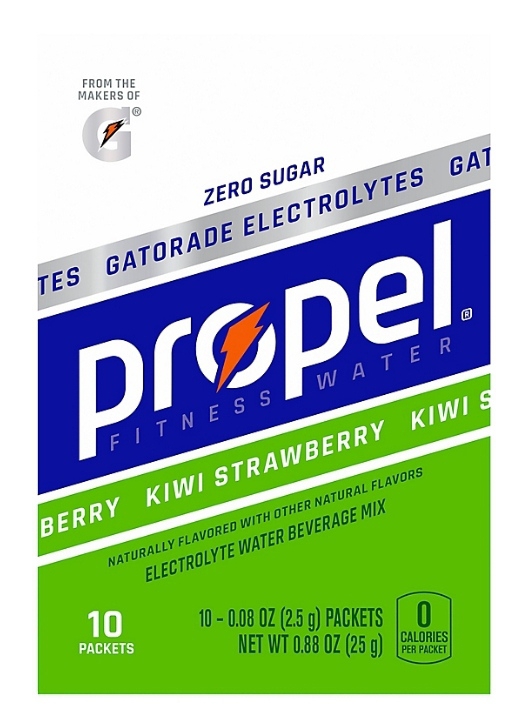 FROM THE
MAKERS OF
G®
ZERO SUGAR
TES GATORADE ELECTROLYTES GAT
propel®
FITNESS WATER
BERRY KIWI STRAWBERRY KIWI S
NATURALLY FLAVORED WITH OTHER NATURAL FLAVORS
ELECTROLYTE WATER BEVERAGE MIX
10
PACKETS
10 – 0.08 OZ (2.5 g) PACKETS
NET WT 0.88 OZ (25 g)
0
CALORIES
PER PACKET